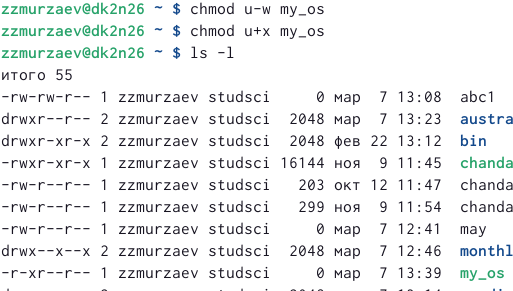 zzmurzaev@dk2n26 ~ $ chmod u-w my_os
zzmurzaev@dk2n26 ~ $ chmod u+x my_os
zzmurzaev@dk2n26 ~ $ ls -l
итого 55
-rw-rw-r-- 1 zzmurzaev studsci 0 мар 7 13:08 abc1
drwxr--r-- 2 zzmurzaev studsci 2048 мар 7 13:23 austra
drwxr-xr-x 2 zzmurzaev studsci 2048 фев 22 13:12 bin
-rwxr-xr-x 1 zzmurzaev studsci 16144 ноя 9 11:45 chanda
-rw-r--r-- 1 zzmurzaev studsci 203 окт 12 11:47 chanda
-rw-r--r-- 1 zzmurzaev studsci 299 ноя 9 11:54 chanda
-rw-r--r-- 1 zzmurzaev studsci 0 мар 7 12:41 may
drwx--x--x 2 zzmurzaev studsci 2048 мар 7 12:46 monthl
-r-xr--r-- 1 zzmurzaev studsci 0 мар 7 13:39 my_os